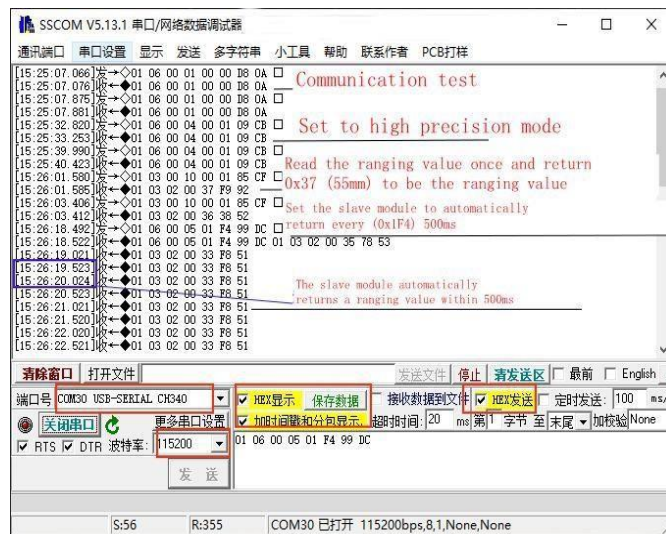 SSCOM V5.13.1 串口/网络数据调试器
通讯端口 串口设置 显示 发送 多字符串 小工具 帮助 联系作者 PCB打样
[15:25:07.066]发→◇01 06 00 01 00 00 D8 0A □
[15:25:07.076]收←◆01 06 00 01 00 00 D8 0A
[15:25:07.875]发→◇01 06 00 01 00 00 D8 0A □
[15:25:07.881]收←◆01 06 00 01 00 00 D8 0A
Communication test
[15:25:32.820]发→◇01 06 00 04 00 01 09 CB □
[15:25:33.253]收←◆01 06 00 04 00 01 09 CB
Set to high precision mode
[15:25:39.990]发→◇01 06 00 04 00 01 09 CB □
[15:25:40.423]收←◆01 06 00 04 00 01 09 CB
[15:26:01.580]发→◇01 03 00 10 00 01 85 CF □
[15:26:01.585]收←◆01 03 02 00 37 F9 92
Read the ranging value once and return
0x37 (55mm) to be the ranging value
[15:26:03.406]发→◇01 03 00 10 00 01 85 CF □
[15:26:03.412]收←◆01 03 02 00 36 38 52
Set the slave module to automatically
return every (0x1F4) 500ms
[15:26:18.492]发→◇01 06 00 05 01 F4 99 DC □
[15:26:18.522]收←◆01 06 00 05 01 F4 99 DC 01 03 02 00 35 78 53
[15:26:19.021]收←◆01 03 02 00 33 F8 51
[15:26:19.523]收←◆01 03 02 00 33 F8 51
[15:26:20.024]收←◆01 03 02 00 33 F8 51
[15:26:20.523]收←◆01 03 02 00 33 F8 51
[15:26:21.021]收←◆01 03 02 00 33 F8 51
[15:26:21.520]收←◆01 03 02 00 33 F8 51
[15:26:22.020]收←◆01 03 02 00 33 F8 51
[15:26:22.521]收←◆01 03 02 00 33 F8 51
The slave module automatically
returns a ranging value within 500ms
清除窗口 打开文件 发送文件 停止 清发送区 最前 English
端口号 COM30 USB-SERIAL CH340 HEX显示 保存数据 接收数据到文件 HEX发送 定时发送: 100 ms/
关闭串口 更多串口设置 加时间戳和分包显示, 超时时间: 20 ms 第1 字节 至 末尾 加校验 None
RTS DTR 波特率: 115200 01 06 00 05 01 F4 99 DC
发 送
S:56 R:355 COM30 已打开 115200bps,8,1,None,None